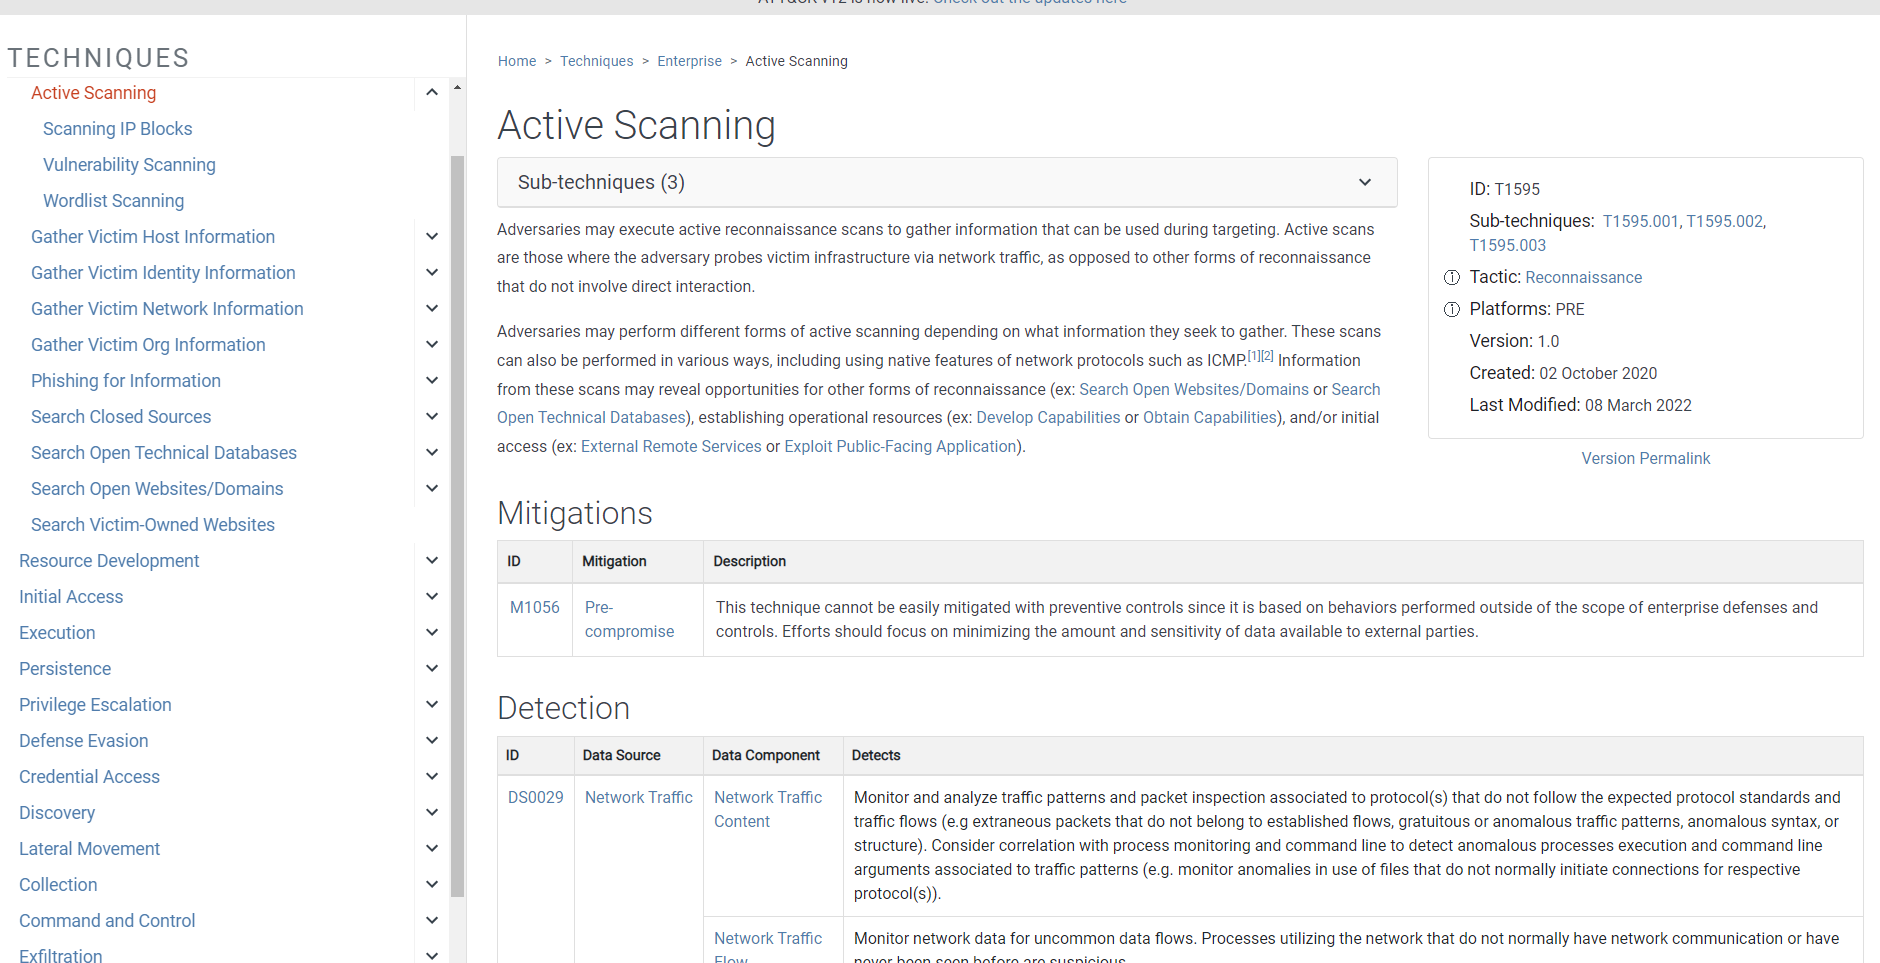 ATT&CK v12 is now live! Check out the updates here
TECHNIQUES
Active Scanning
Scanning IP Blocks
Vulnerability Scanning
Wordlist Scanning
Gather Victim Host Information
Gather Victim Identity Information
Gather Victim Network Information
Gather Victim Org Information
Phishing for Information
Search Closed Sources
Search Open Technical Databases
Search Open Websites/Domains
Search Victim-Owned Websites
Resource Development
Initial Access
Execution
Persistence
Privilege Escalation
Defense Evasion
Credential Access
Discovery
Lateral Movement
Collection
Command and Control
Exfiltration
Home > Techniques > Enterprise > Active Scanning
Active Scanning
Sub-techniques (3)
Adversaries may execute active reconnaissance scans to gather information that can be used during targeting. Active scans
are those where the adversary probes victim infrastructure via network traffic, as opposed to other forms of reconnaissance
that do not involve direct interaction.
Adversaries may perform different forms of active scanning depending on what information they seek to gather. These scans
can also be performed in various ways, including using native features of network protocols such as ICMP.[1][2] Information
from these scans may reveal opportunities for other forms of reconnaissance (ex: Search Open Websites/Domains or Search
Open Technical Databases), establishing operational resources (ex: Develop Capabilities or Obtain Capabilities), and/or initial
access (ex: External Remote Services or Exploit Public-Facing Application).
ID: T1595
Sub-techniques: T1595.001, T1595.002,
T1595.003
Tactic: Reconnaissance
Platforms: PRE
Version: 1.0
Created: 02 October 2020
Last Modified: 08 March 2022
Version Permalink
Mitigations
ID Mitigation Description
M1056 Pre-
compromise
This technique cannot be easily mitigated with preventive controls since it is based on behaviors performed outside of the scope of enterprise defenses and
controls. Efforts should focus on minimizing the amount and sensitivity of data available to external parties.
Detection
ID Data Source Data Component Detects
DS0029 Network Traffic Network Traffic
Content
Monitor and analyze traffic patterns and packet inspection associated to protocol(s) that do not follow the expected protocol standards and
traffic flows (e.g extraneous packets that do not belong to established flows, gratuitous or anomalous traffic patterns, anomalous syntax, or
structure). Consider correlation with process monitoring and command line to detect anomalous processes execution and command line
arguments associated to traffic patterns (e.g. monitor anomalies in use of files that do not normally initiate connections for respective
protocol(s)).
Network Traffic
Flow
Monitor network data for uncommon data flows. Processes utilizing the network that do not normally have network communication or have
never been seen before are suspicious.